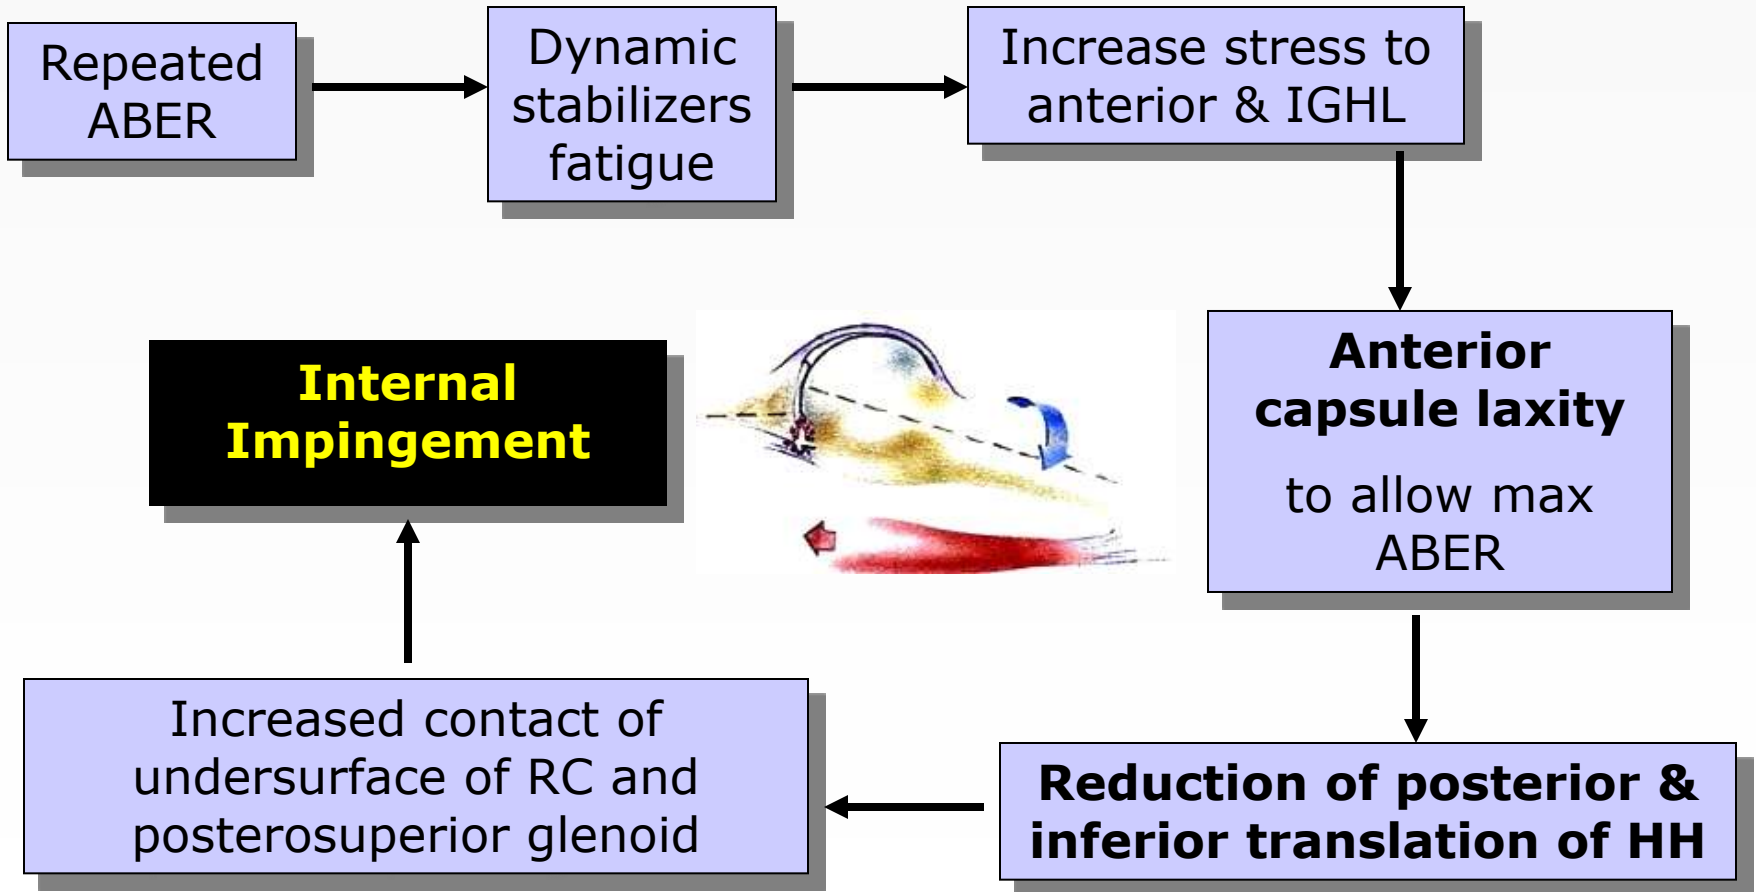 Repeated
ABER
Dynamic
stabilizers
fatigue
Increase stress to
anterior & IGHL
Anterior
capsule laxity
to allow max
ABER
Reduction of posterior &
inferior translation of HH
Increased contact of
undersurface of RC and
posterosuperior glenoid
Internal
Impingement